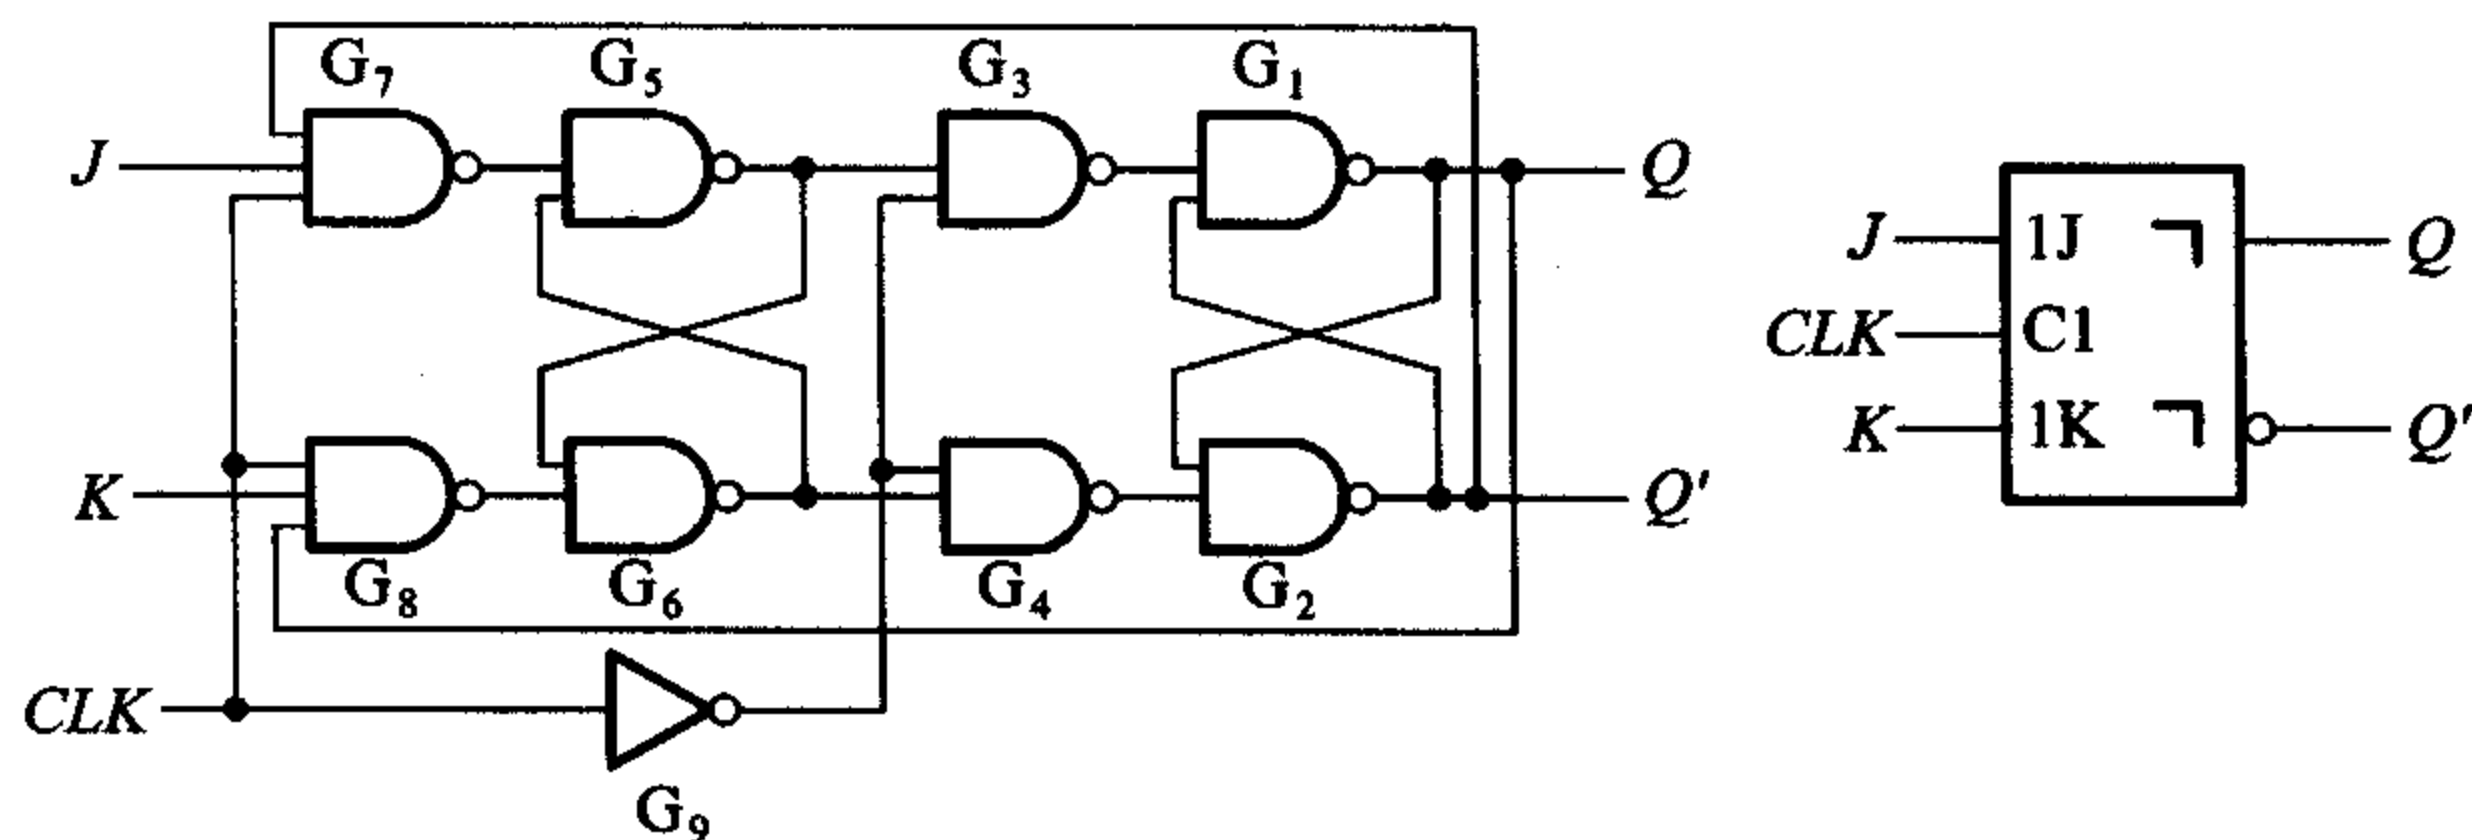 G₇ G₅ G₃ G₁
J Q
K Q'
G₈ G₆ G₄ G₂
CLK
G₉
J 1J ㄱ Q
CLK C1
K 1K ㄱ Q'